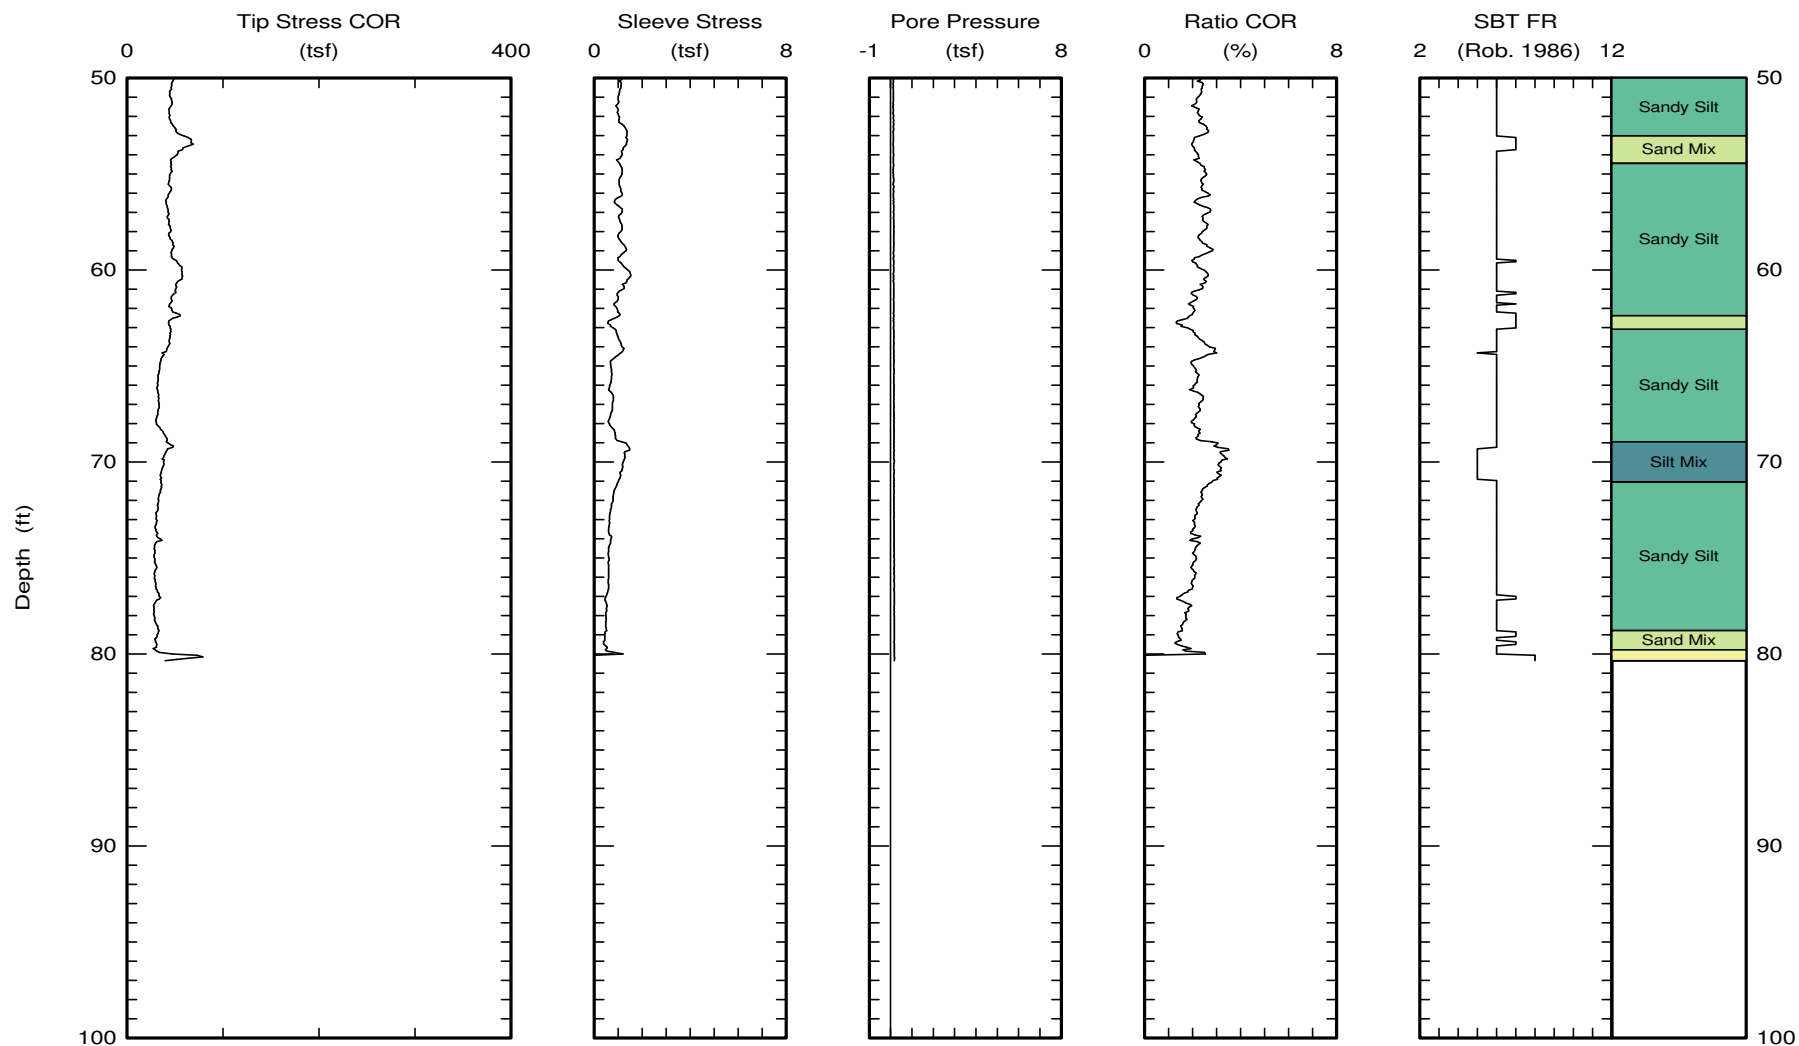 Tip Stress COR Sleeve Stress Pore Pressure Ratio COR SBT FR
0 (tsf) 400 0 (tsf) 8 -1 (tsf) 8 0 (%) 8 2 (Rob. 1986) 12
50 50
Sandy Silt
Sand Mix
Sandy Silt
60 60
Sandy Silt
70 Silt Mix 70
Depth (ft)
Sandy Silt
Sand Mix
80 80
90 90
100 100